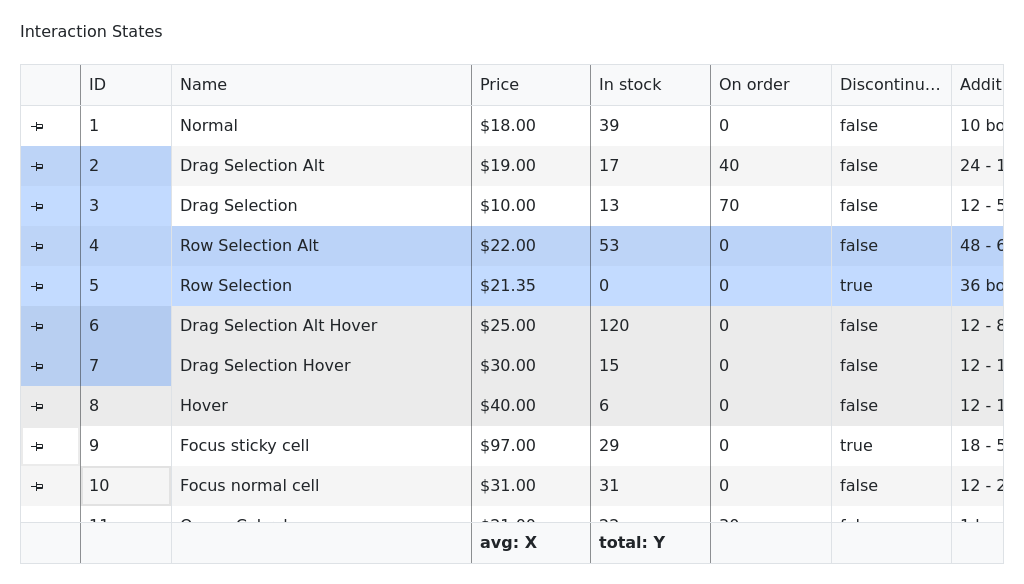 Interaction States
ID Name Price In stock On order Discontinu... Addit
1 Normal $18.00 39 0 false 10 bo
2 Drag Selection Alt $19.00 17 40 false 24 - 1
3 Drag Selection $10.00 13 70 false 12 - 5
4 Row Selection Alt $22.00 53 0 false 48 - 6
5 Row Selection $21.35 0 0 true 36 bo
6 Drag Selection Alt Hover $25.00 120 0 false 12 - 8
7 Drag Selection Hover $30.00 15 0 false 12 - 1
8 Hover $40.00 6 0 false 12 - 1
9 Focus sticky cell $97.00 29 0 true 18 - 5
10 Focus normal cell $31.00 31 0 false 12 - 2
avg: X total: Y